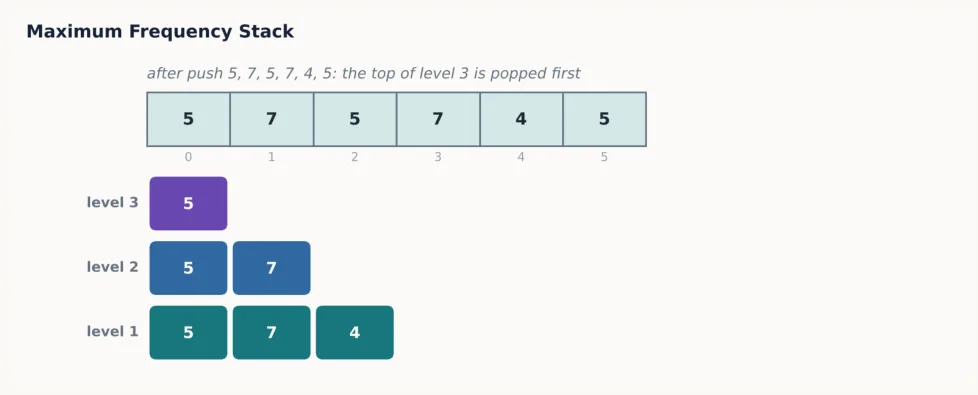 Maximum Frequency Stack
after push 5, 7, 5, 7, 4, 5: the top of level 3 is popped first
5 7 5 7 4 5
0 1 2 3 4 5
level 3 5
level 2 5 7
level 1 5 7 4